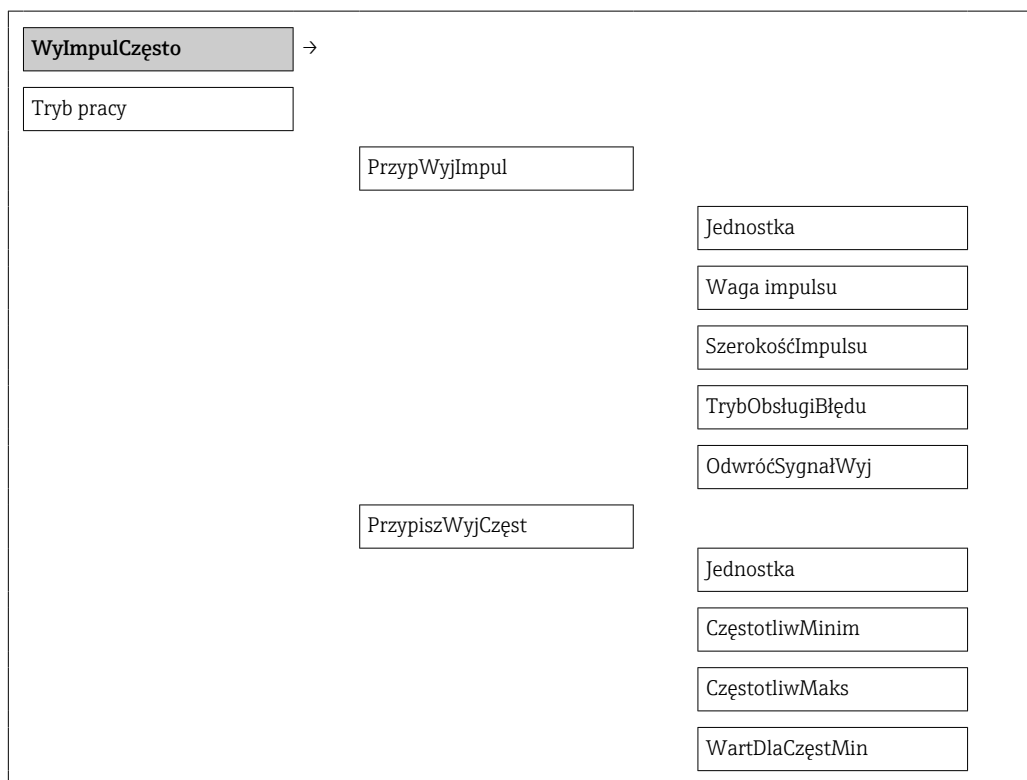 WyImpulCzęsto →
Tryb pracy
PrzypWyjImpul
Jednostka
Waga impulsu
SzerokośćImpulsu
TrybObsługiBłędu
OdwróćSygnałWyj
PrzypiszWyjCzęst
Jednostka
CzęstotliwMinim
CzęstotliwMaks
WartDlaCzęstMin